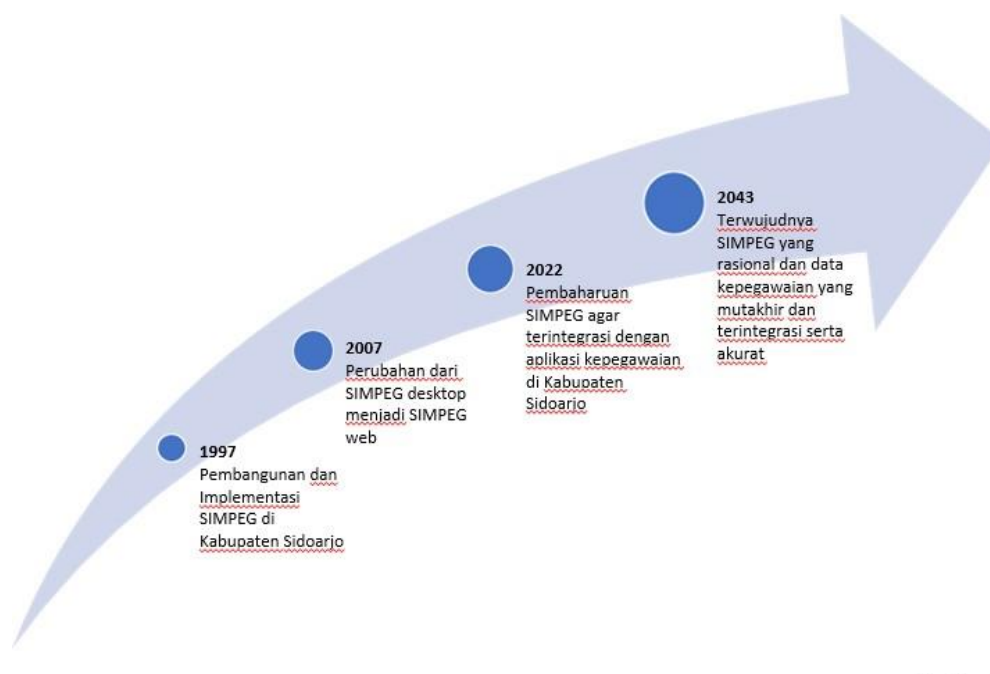 1997
Pembangunan dan
Implementasi
SIMPEG di
Kabupaten Sidoarjo
2007
Perubahan dari
SIMPEG desktop
menjadi SIMPEG
web
2022
Pembaharuan
SIMPEG agar
terintegrasi dengan
aplikasi kepegawaian
di Kabupaten
Sidoarjo
2043
Terwujudnya
SIMPEG yang
rasional dan data
kepegawaian yang
mutakhir dan
terintegrasi serta
akurat